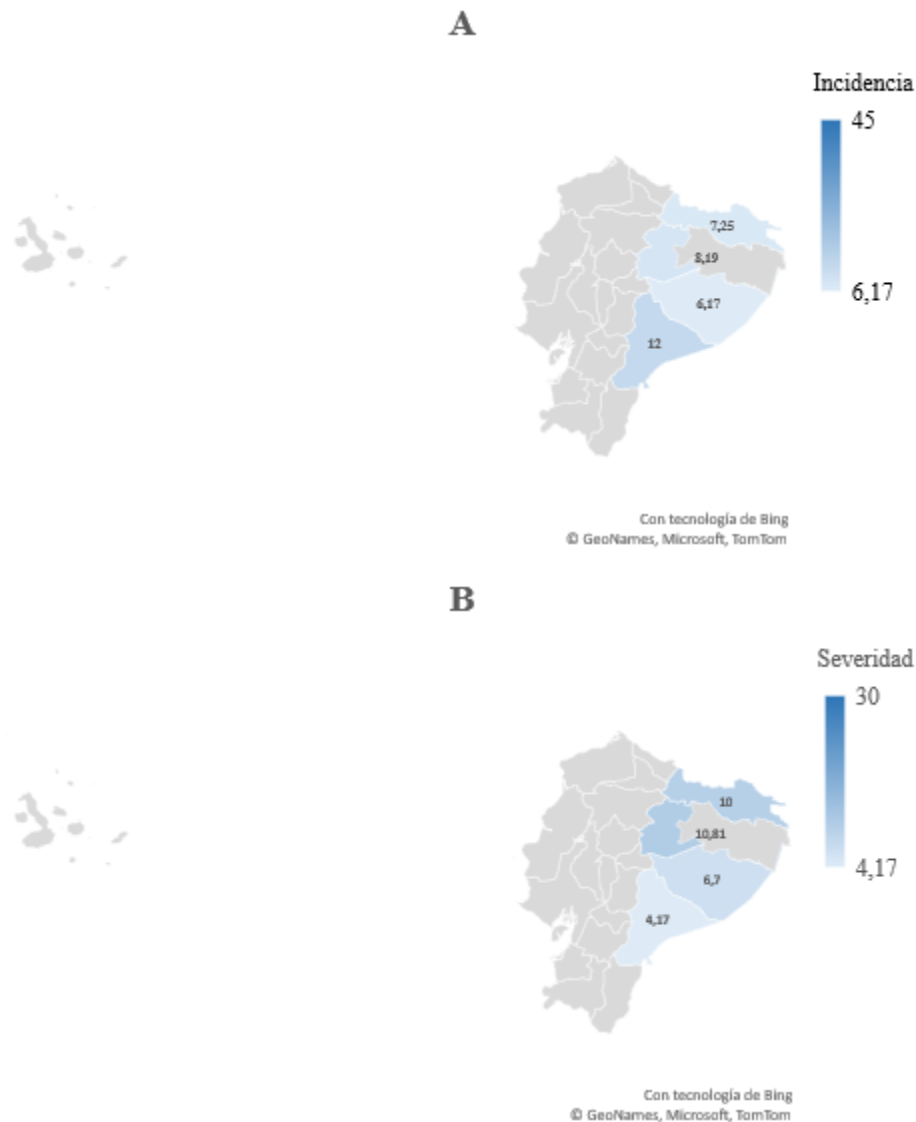 A
Incidencia
45
7,25
8,19
6,17
6,17
12
Con tecnología de Bing
© GeoNames, Microsoft, TomTom
B
Severidad
30
10
10,81
4,17
6,7
4,17
Con tecnología de Bing
© GeoNames, Microsoft, TomTom